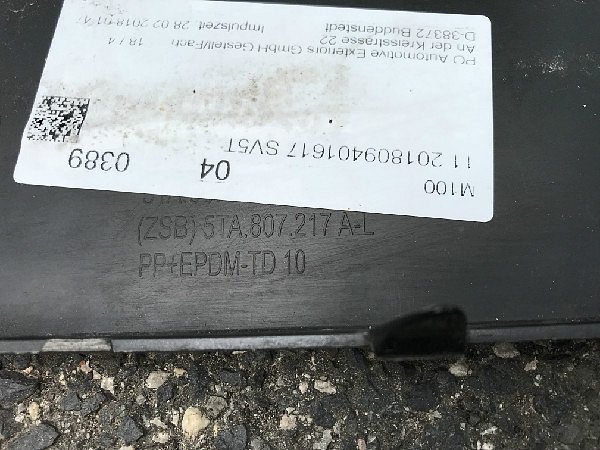 M100
11 201809401617 SV5T
04
0389
PO Automotive Exteriors GmbH Gestell/Fach: 18 / 4
An der Kreisstrasse 22
D-38372 Buddenstedt
Impulszeit: 28.02.2018
(ZSB) 5TA.807.217 A-L
PP+EPDM-TD 10